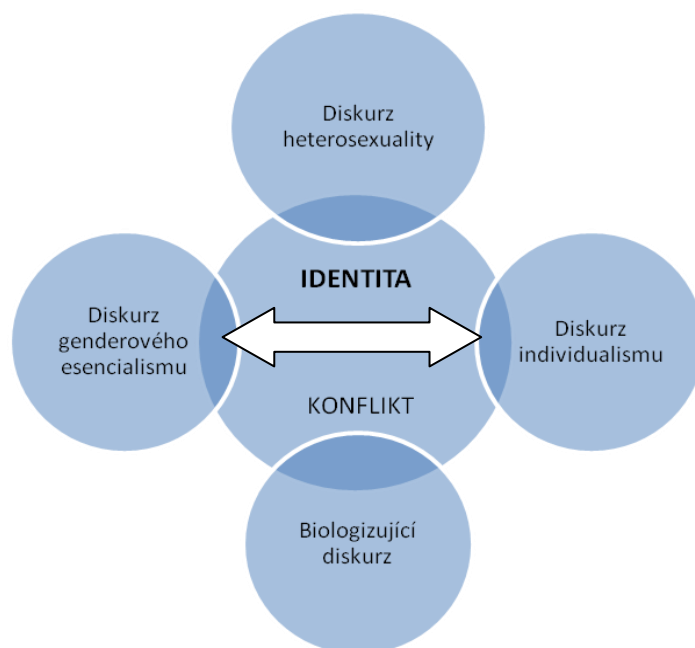 Diskurz
heterosexuality
IDENTITA
Diskurz
genderového
esencialismu
Diskurz
individualismu
KONFLIKT
Biologizující
diskurz